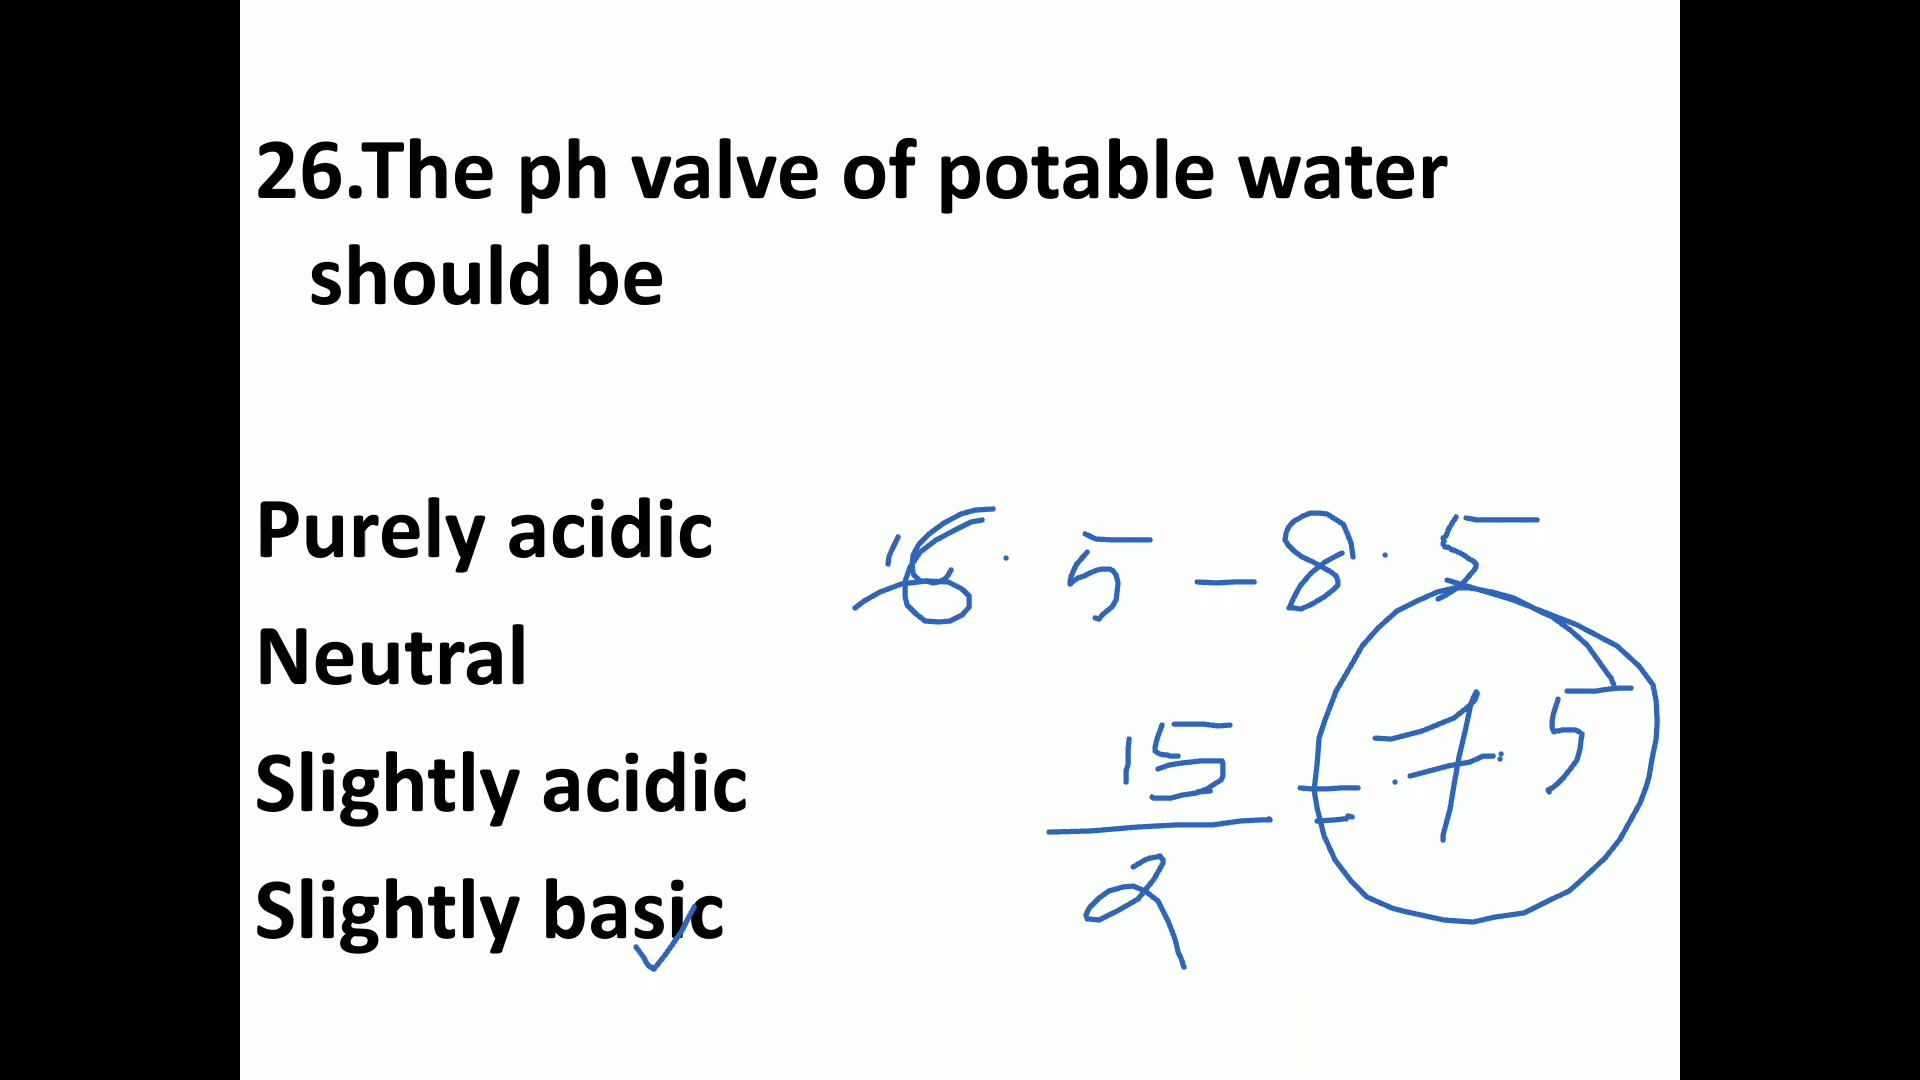 26.The ph valve of potable water
should be
Purely acidic
6.5-8.5
Neutral
Slightly acidic
15/2 = 7.5
Slightly basic